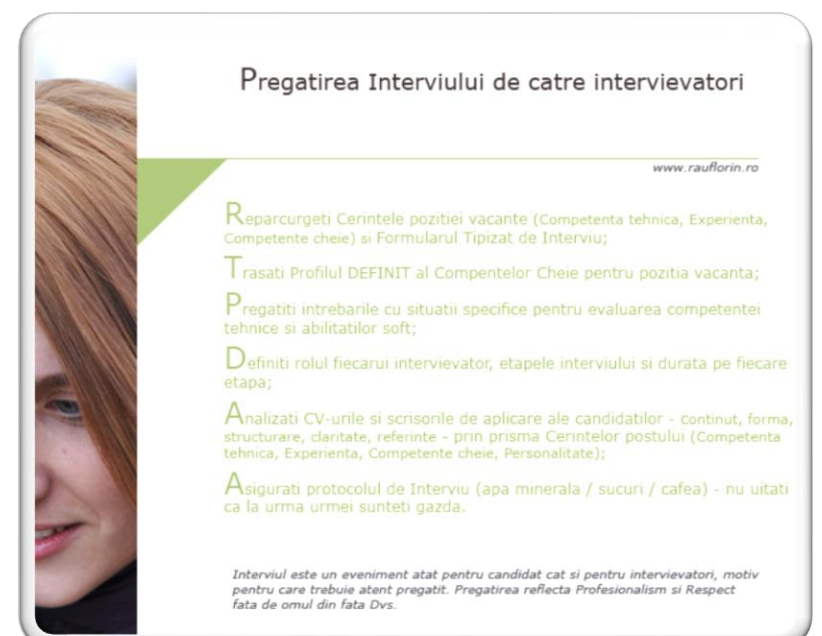 Pregatirea Interviului de catre intervievatori
www.rauflorin.ro
Reparcurgeti Cerintele pozitiei vacante (Competenta tehnica, Experienta,
Competente cheie) si Formularul Tipizat de Interviu;
Trasati Profilul DEFINIT al Compentelor Cheie pentru pozitia vacanta;
Pregatiti intrebarile cu situatii specifice pentru evaluarea competentei
tehnice si abilitatilor soft;
Definiti rolul fiecarui intervievator, etapele interviului si durata pe fiecare
etapa;
Analizati CV-urile si scrisorile de aplicare ale candidatilor - continut, forma,
structurare, claritate, referinte - prin prisma Cerintelor postului (Competenta
tehnica, Experienta, Competente cheie, Personalitate);
Asigurati protocolul de Interviu (apa minerala / sucuri / cafea) - nu uitati
ca la urma urmei sunteti gazda.
Interviul este un eveniment atat pentru candidat cat si pentru intervievatori, motiv
pentru care trebuie atent pregatit. Pregatirea reflecta Profesionalism si Respect
fata de omul din fata Dvs.